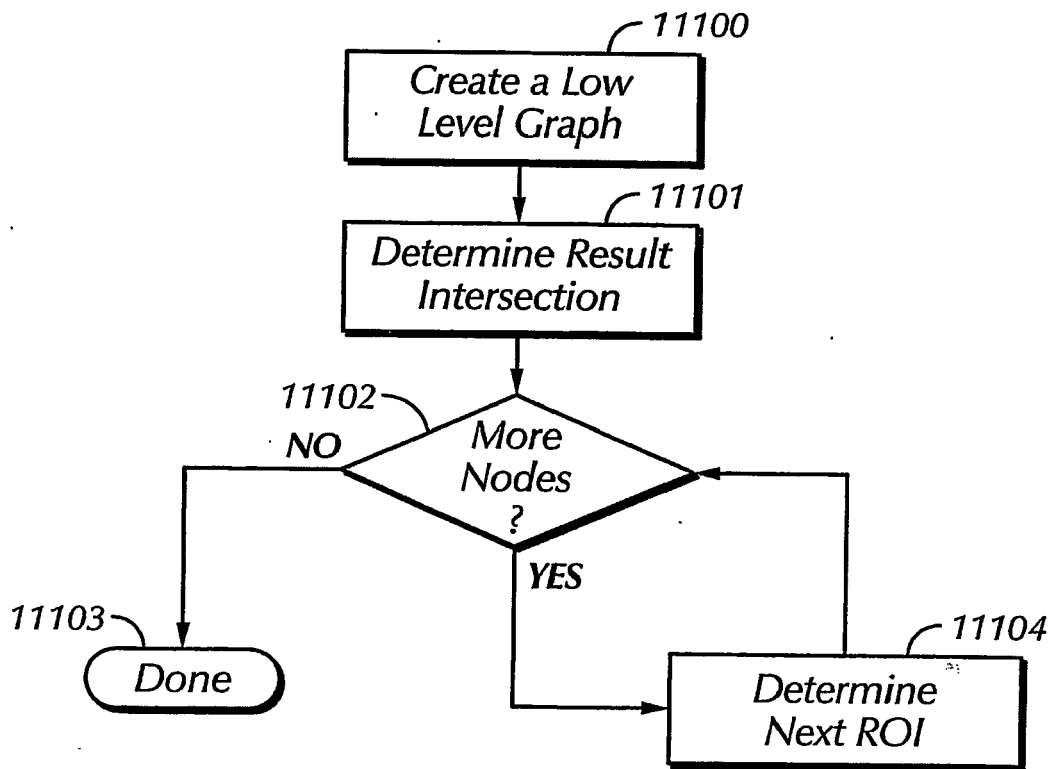 11100
Create a Low
Level Graph
11101
Determine Result
Intersection
11102
NO
More
Nodes
?
YES
11103
Done
11104
Determine
Next ROI